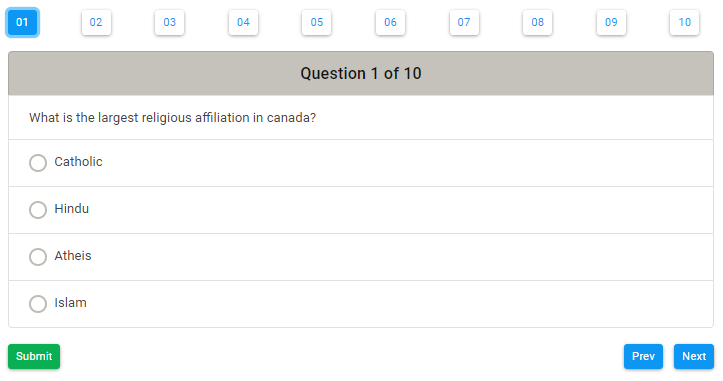 01 02 03 04 05 06 07 08 09 10
Question 1 of 10
What is the largest religious affiliation in canada?
Catholic
Hindu
Atheis
Islam
Submit Prev Next